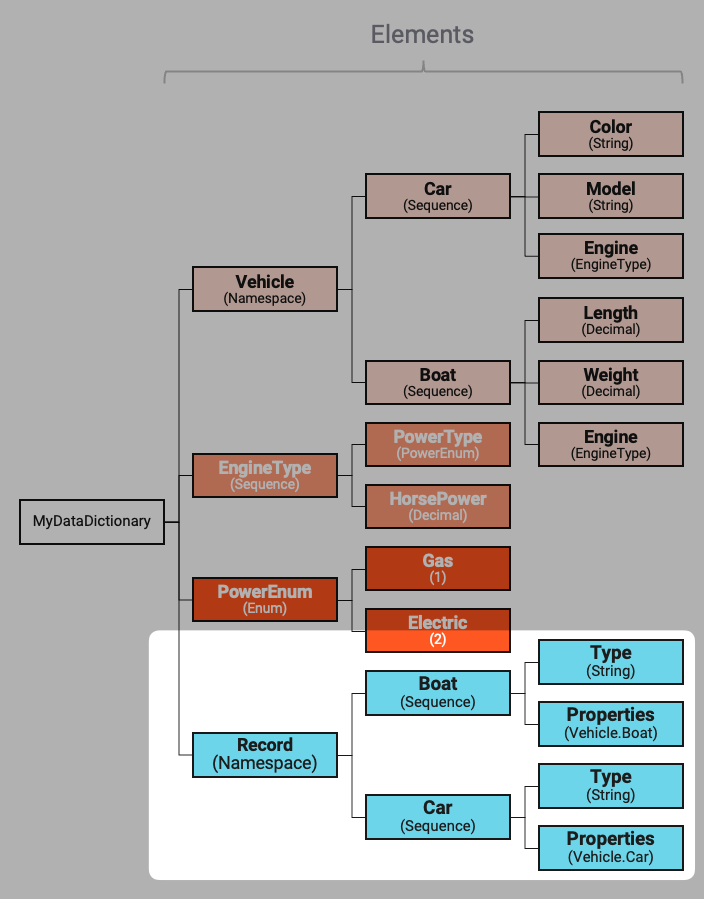 Elements
Color
(String)
Car
(Sequence)
Model
(String)
Engine
(EngineType)
Vehicle
(Namespace)
Length
(Decimal)
Boat
(Sequence)
Weight
(Decimal)
Engine
(EngineType)
PowerType
(PowerEnum)
EngineType
(Sequence)
HorsePower
(Decimal)
MyDataDictionary
Gas
(1)
PowerEnum
(Enum)
Electric
(2)
Type
(String)
Boat
(Sequence)
Properties
(Vehicle.Boat)
Record
(Namespace)
Type
(String)
Car
(Sequence)
Properties
(Vehicle.Car)